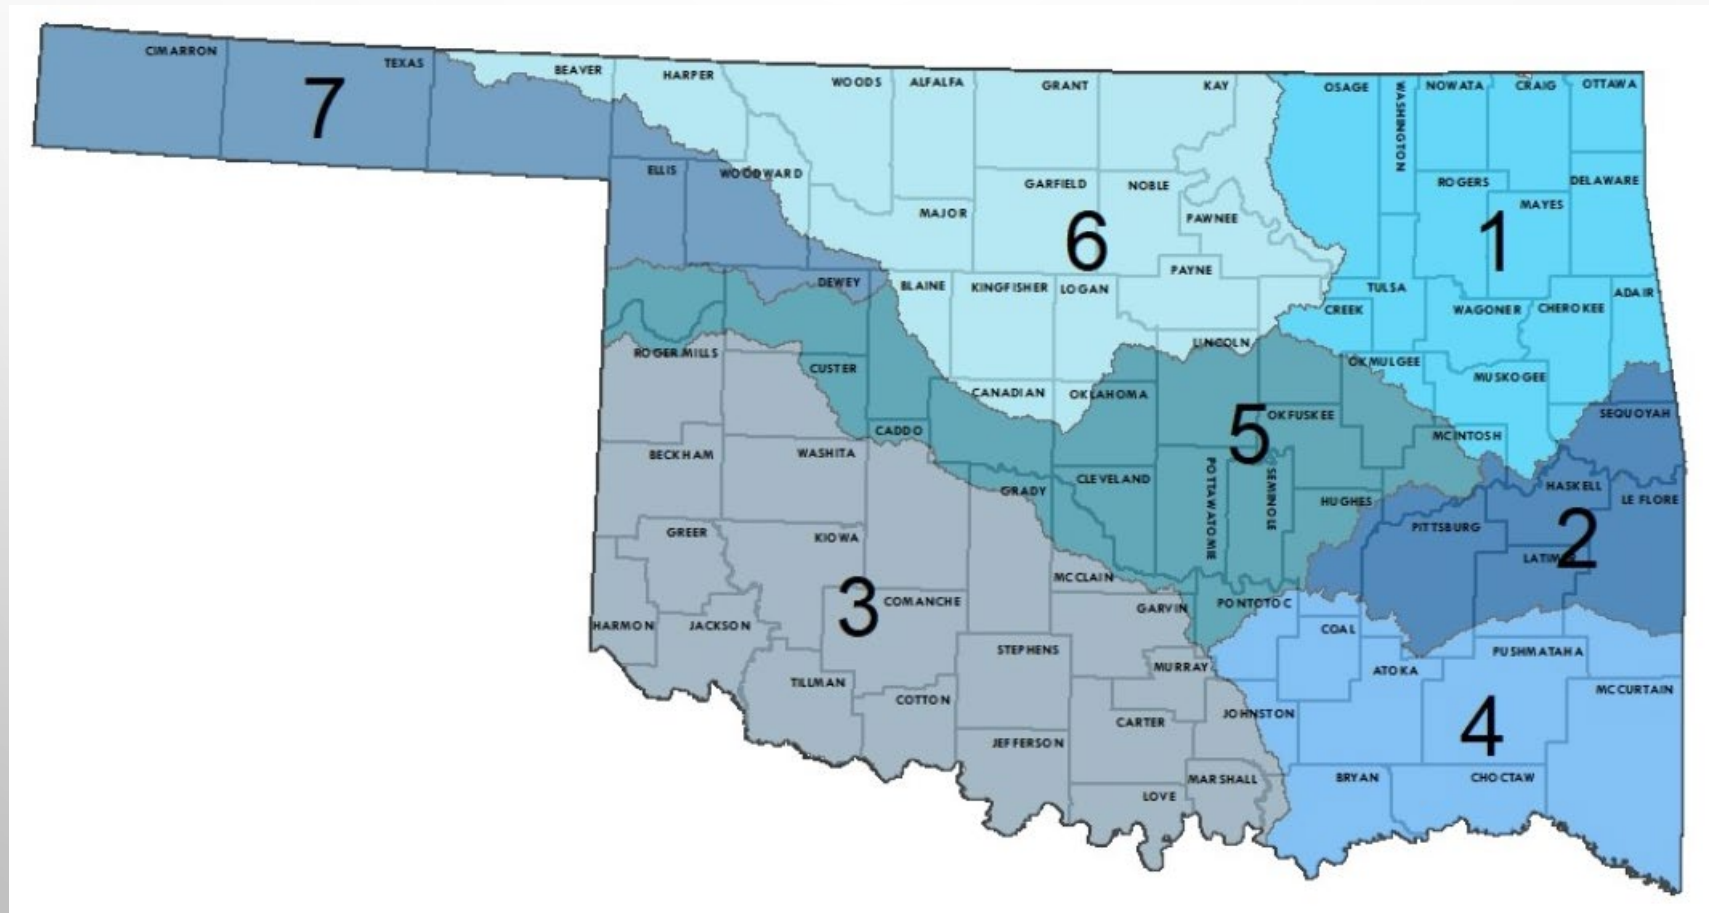 CIMARRON
TEXAS
BEAVER
HARPER
WOODS
ALFALFA
GRANT
KAY
OSAGE
WASHINGTON
NOWATA
CRAIG
OTTAWA
7
ELLIS
WOODWARD
MAJOR
GARFIELD
NOBLE
PAWNEE
ROGERS
MAYES
DELAWARE
6
1
DEWEY
BLAINE
KINGFISHER
LOGAN
PAYNE
CREEK
TULSA
WAGONER
CHEROKEE
ADAIR
ROGER MILLS
CUSTER
CANADIAN
OKLAHOMA
LINCOLN
OKMULGEE
MUSKOGEE
SEQUOYAH
5
OKFUSKEE
MCINTOSH
BECKHAM
WASHITA
CADDO
GRADY
CLEVELAND
POTTAWATOMIE
SEMINOLE
HUGHES
PITTSBURG
HASKELL
LE FLORE
2
GREER
KIOWA
MCCLAIN
LATIMER
3
COMANCHE
GARVIN
PONTOTOC
COAL
HARMON
JACKSON
STEPHENS
MURRAY
ATOKA
PUSHMATAHA
MCCURTAIN
TILLMAN
COTTON
CARTER
JOHNSTON
4
JEFFERSON
LOVE
MARSHALL
BRYAN
CHOCTAW